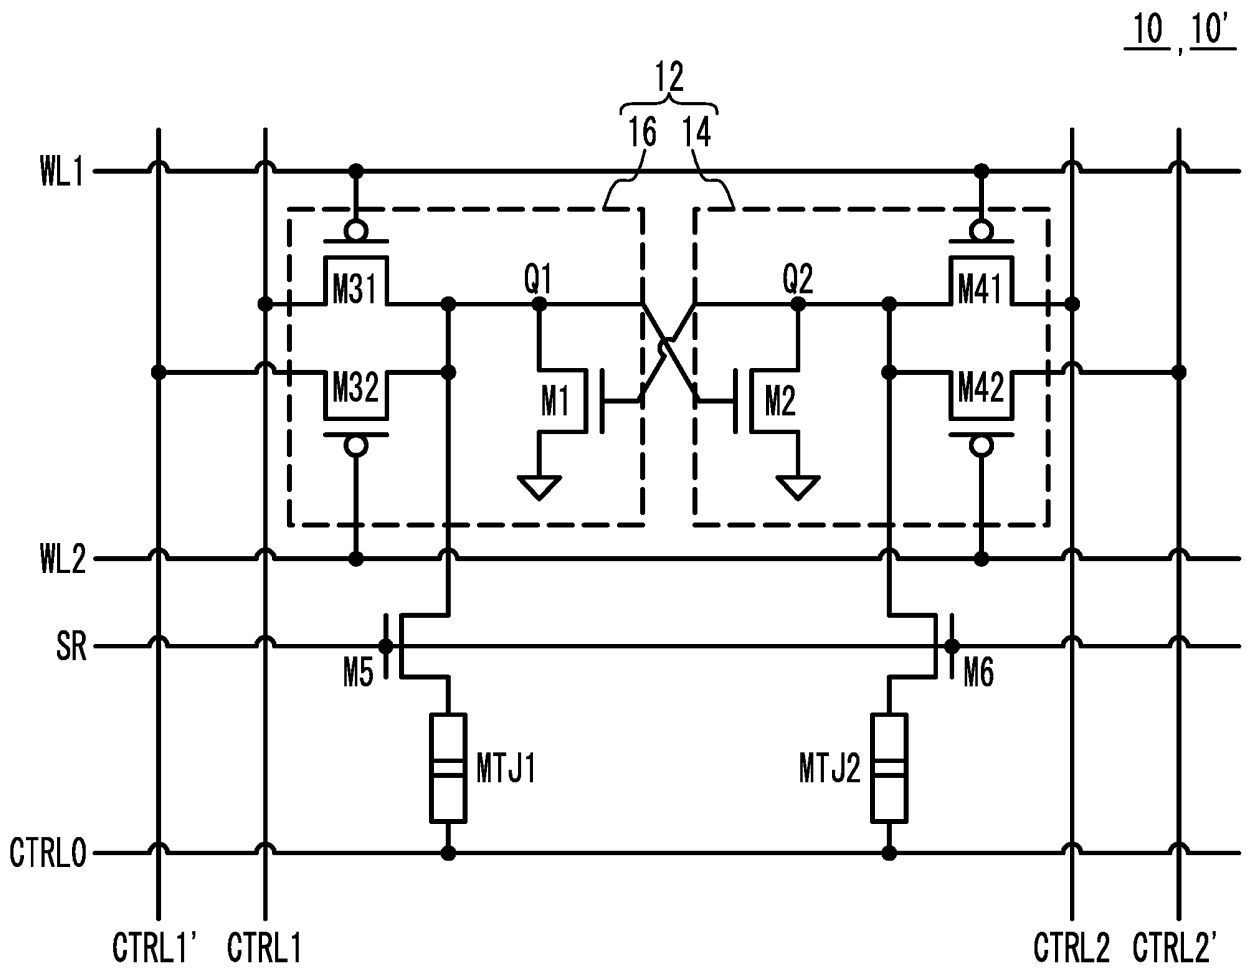 10 , 10'
12
16 14
WL1
M31 Q1 Q2 M41
M32 M1 M2 M42
WL2
SR
M5 M6
MTJ1 MTJ2
CTRL0
CTRL1' CTRL1 CTRL2 CTRL2'